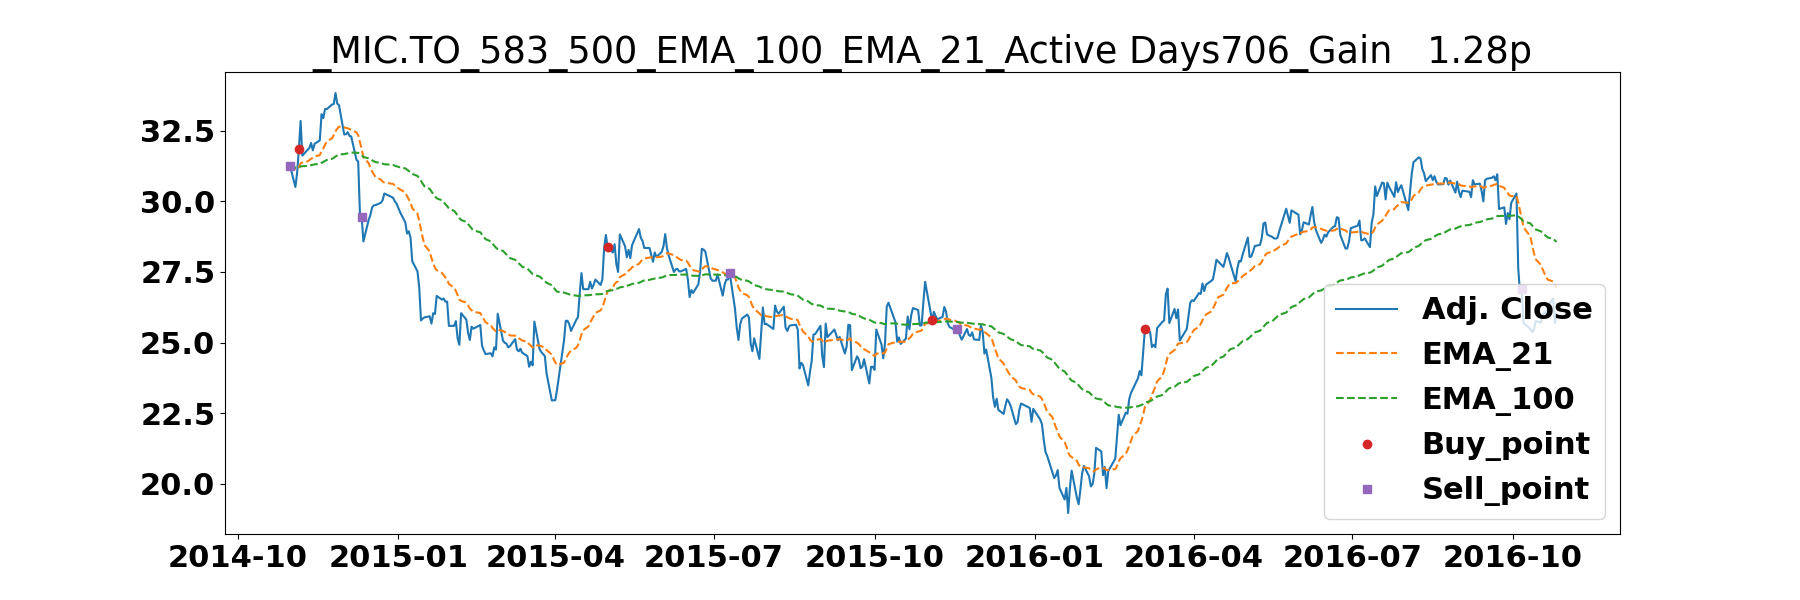 _MIC.TO_583_500_EMA_100_EMA_21_Active Days706_Gain   1.28p
32.5
30.0
27.5
25.0
22.5
20.0
2014-10 2015-01 2015-04 2015-07 2015-10 2016-01 2016-04 2016-07 2016-10
Adj. Close
EMA_21
EMA_100
Buy_point
Sell_point